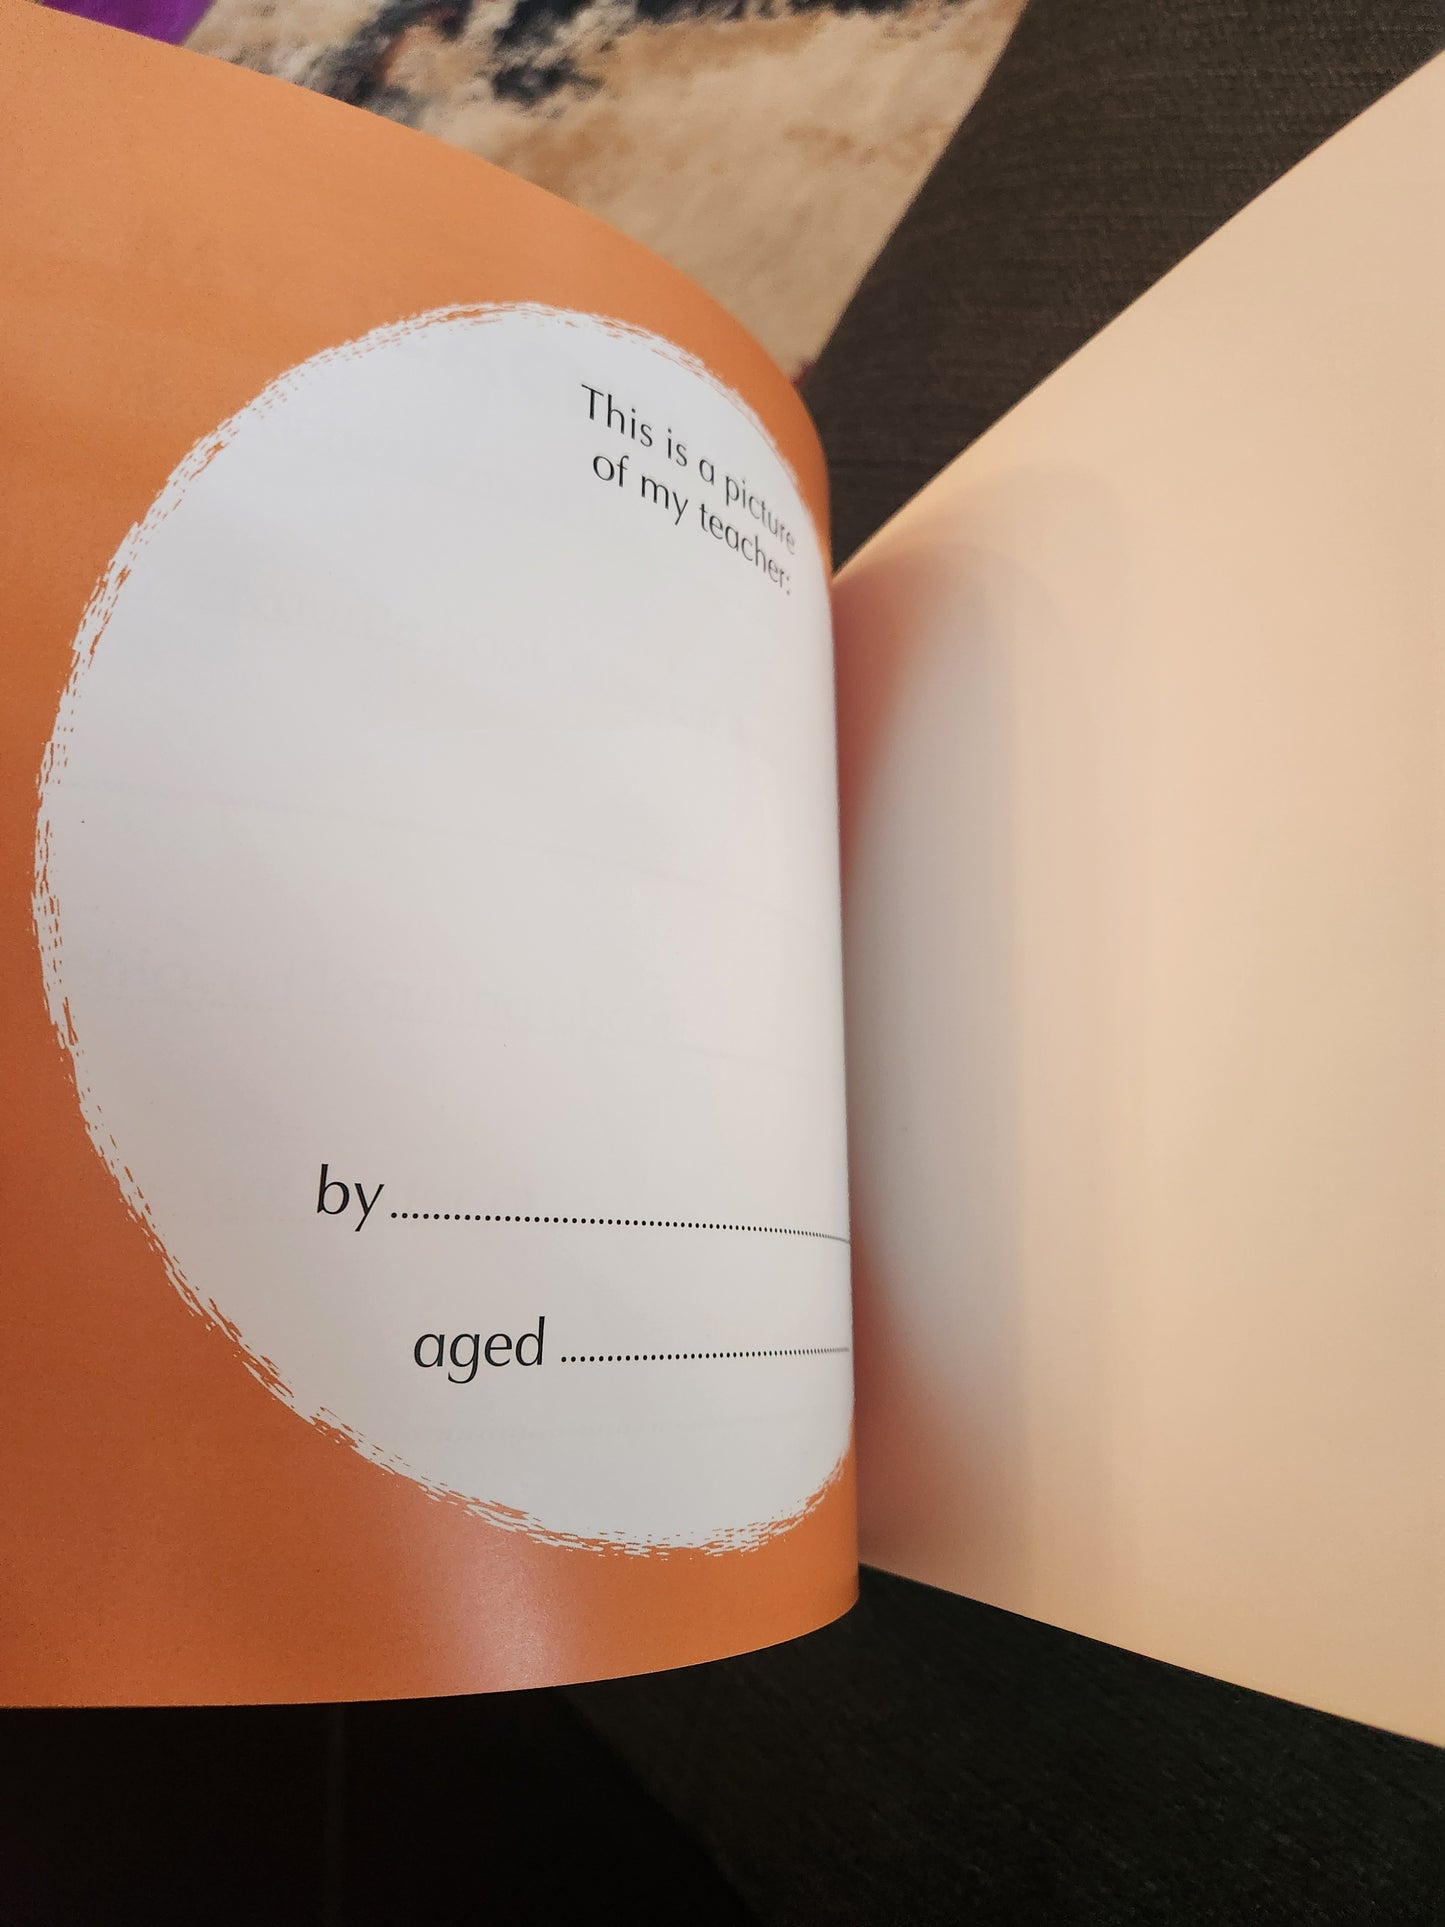 This is a picture
of my teacher:
by ........................................
aged ..............................